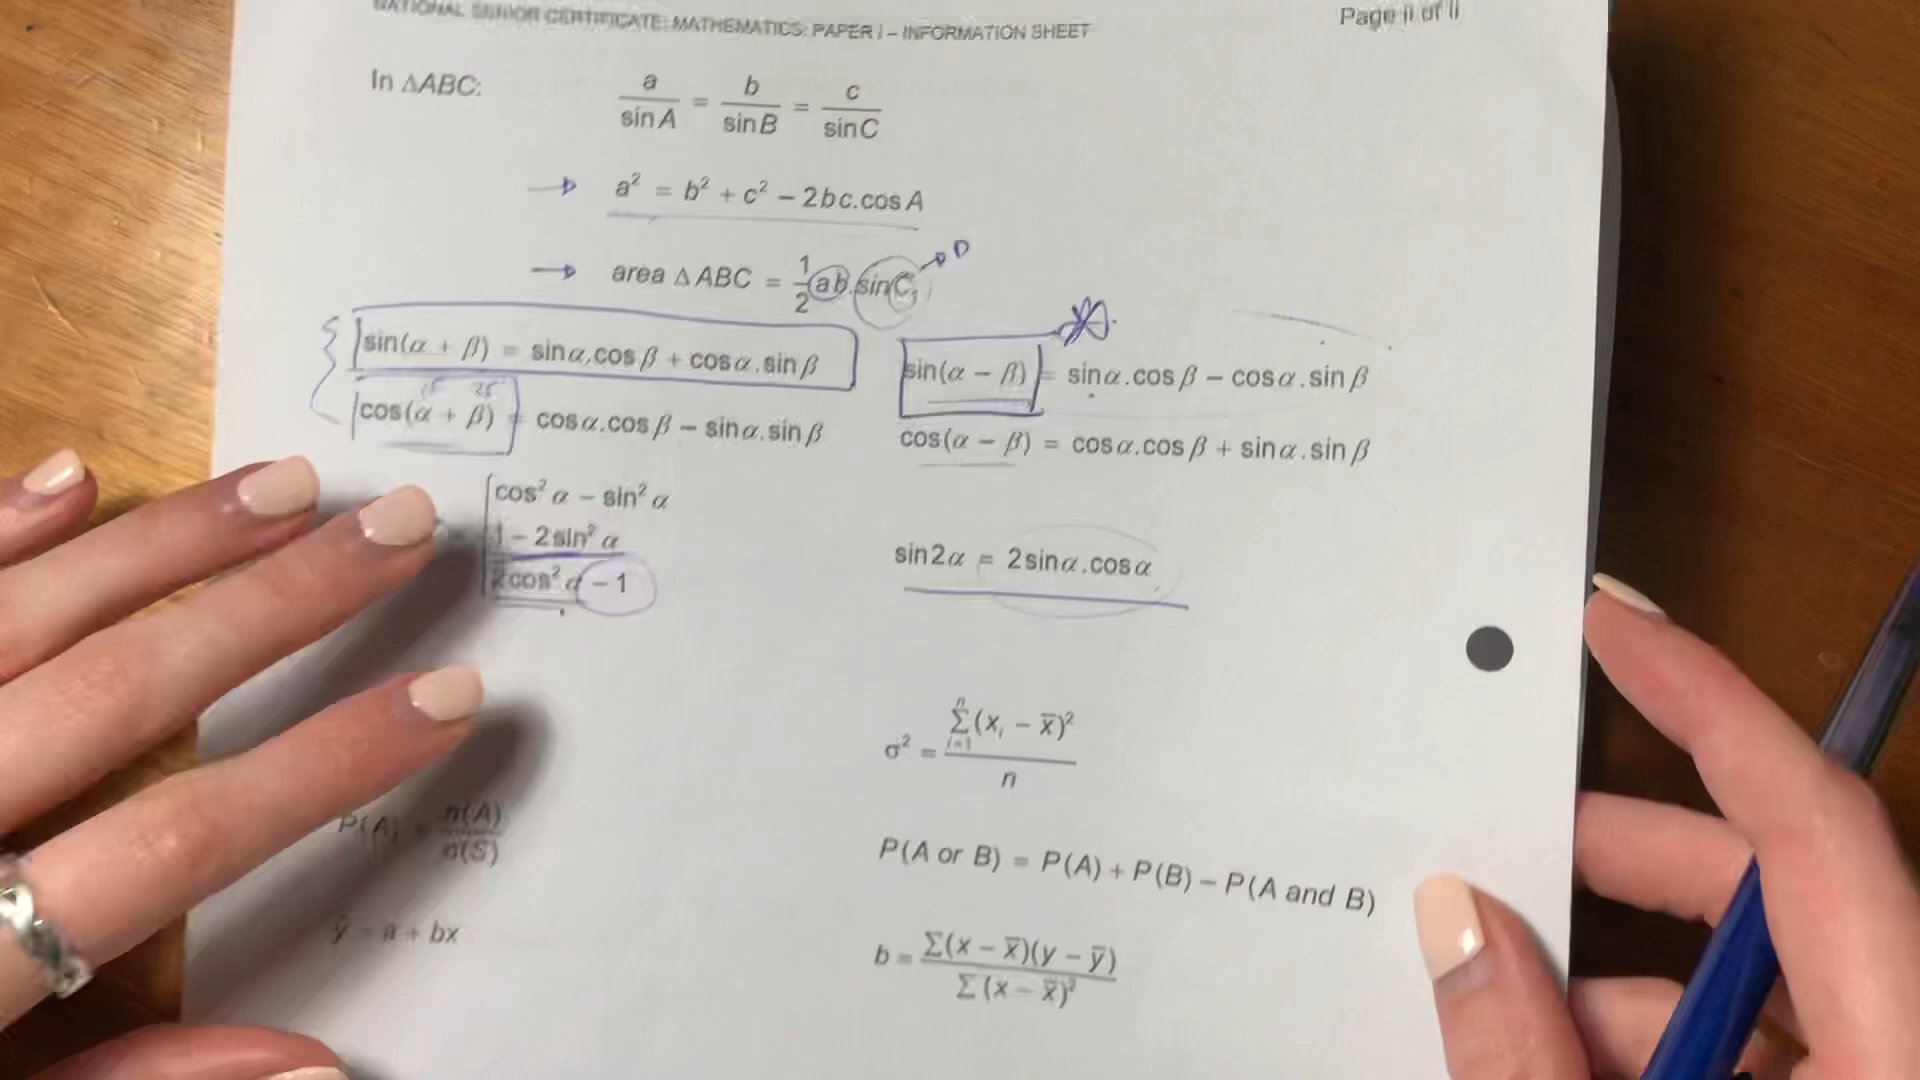 NATIONAL SENIOR CERTIFICATE: MATHEMATICS: PAPER I – INFORMATION SHEET
Page ii of ii
In ΔABC: a/sinA = b/sinB = c/sinC
a² = b² + c² – 2bc.cosA
D
area ΔABC = 1/2 ab.sinC
sin(α + β) = sinα.cosβ + cosα.sinβ
sin(α – β) = sinα.cosβ – cosα.sinβ
15 25
cos(α + β) = cosα.cosβ – sinα.sinβ
cos(α – β) = cosα.cosβ + sinα.sinβ
cos²α – sin²α
1 – 2sin²α
2cos²α – 1
sin2α = 2sinα.cosα
σ² = Σ(xᵢ – x̄)² / n
n
i=1
P(A) = n(A)/n(S)
P(A or B) = P(A) + P(B) – P(A and B)
ŷ = a + bx
b = Σ(x – x̄)(y – ȳ) / Σ(x – x̄)²